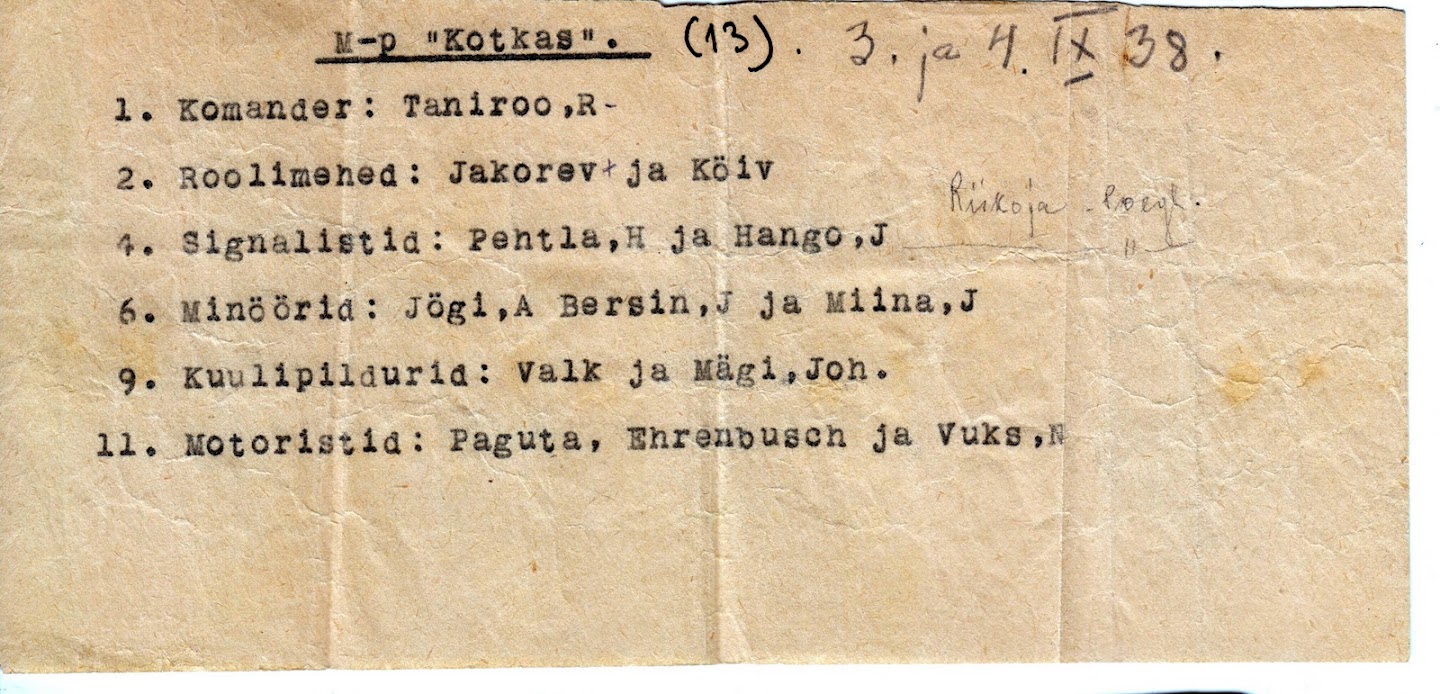 M-p "Kotkas". (13). 3. ja 4. IX 38.
1. Komander: Taniroo,R-
2. Roolimehed: Jakorev+ ja Köiv
Riikoja
4. Signalistid: Pehtla,H ja Hango,J "
6. Minöörid: Jögi,A Bersin,J ja Miina,J
9. Kuulipildurid: Valk ja Mägi,Joh.
11. Motoristid: Paguta, Ehrenbusch ja Vuks,N